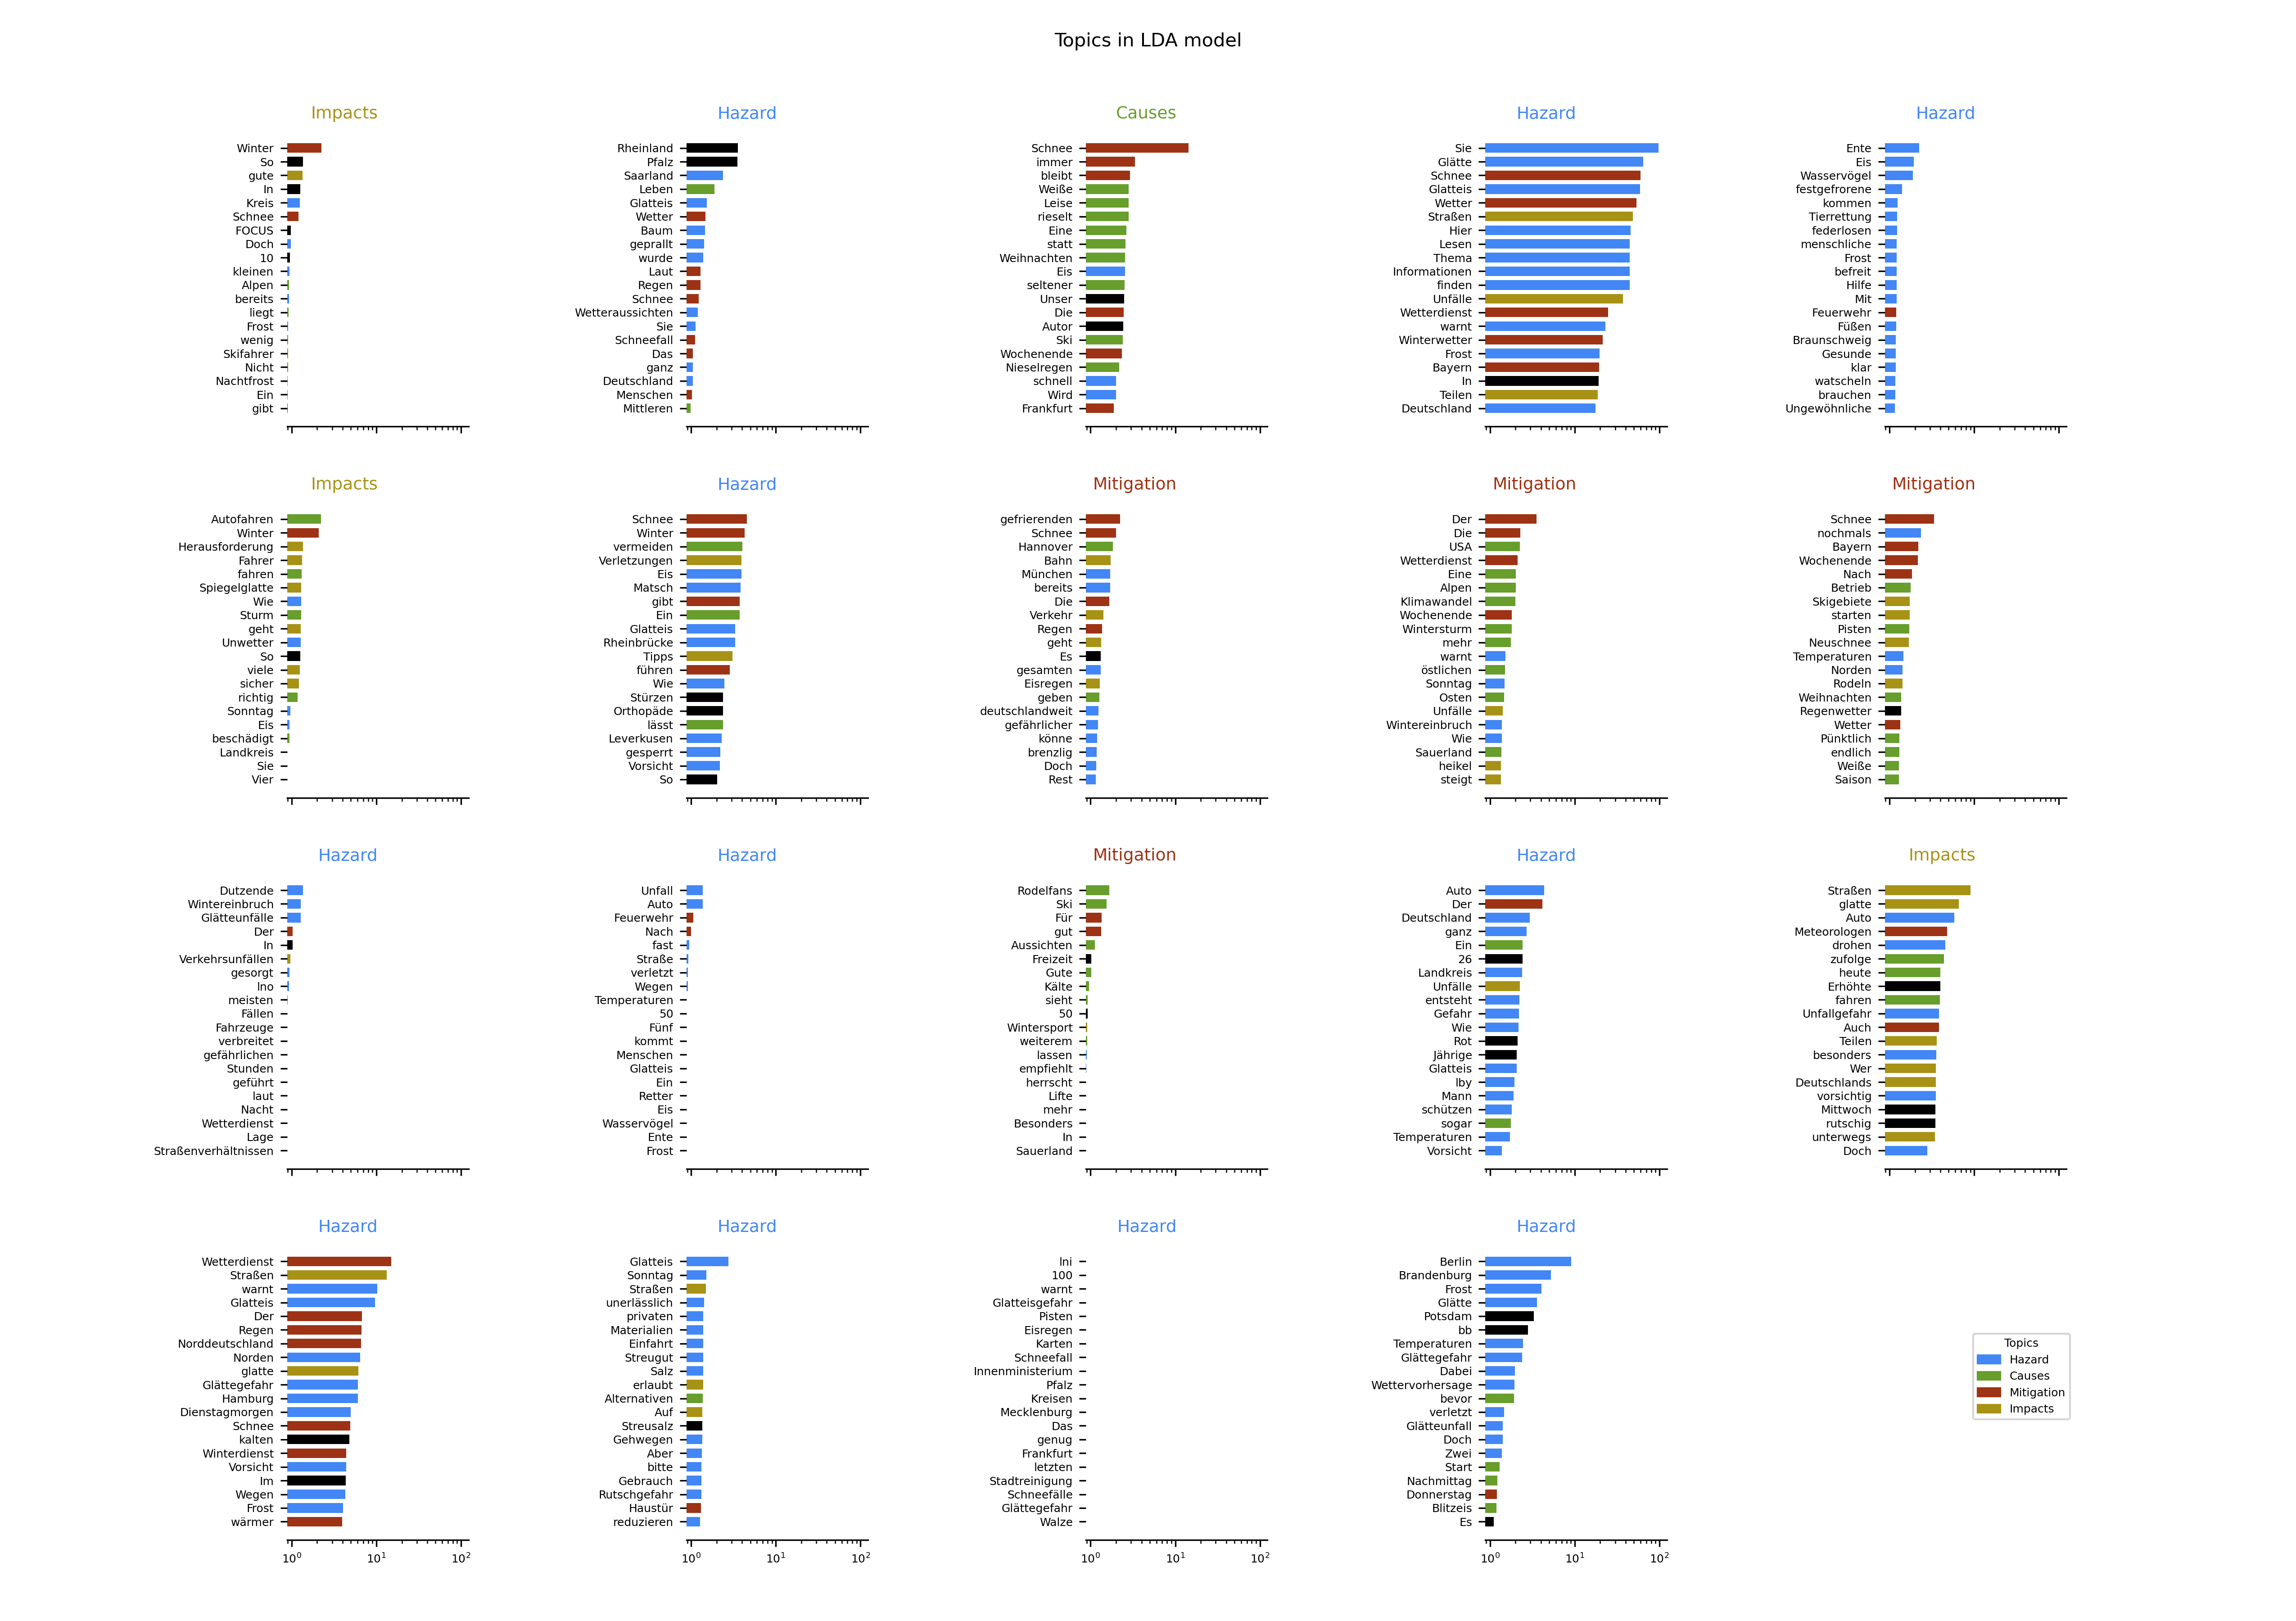 Topics in LDA model
Impacts
Winter
So
gute
In
Kreis
Schnee
FOCUS
Doch
10
kleinen
Alpen
bereits
liegt
Frost
wenig
Skifahrer
Nicht
Nachtfrost
Ein
gibt
Hazard
Rheinland
Pfalz
Saarland
Leben
Glatteis
Wetter
Baum
geprallt
wurde
Laut
Regen
Schnee
Wetteraussichten
Sie
Schneefall
Das
ganz
Deutschland
Menschen
Mittleren
Causes
Schnee
immer
bleibt
Weiße
Leise
rieselt
Eine
statt
Weihnachten
Eis
seltener
Unser
Die
Autor
Ski
Wochenende
Nieselregen
schnell
Wird
Frankfurt
Hazard
Sie
Glätte
Schnee
Glatteis
Wetter
Straßen
Hier
Lesen
Thema
Informationen
finden
Unfälle
Wetterdienst
warnt
Winterwetter
Frost
Bayern
In
Teilen
Deutschland
Hazard
Ente
Eis
Wasservögel
festgefrorene
kommen
Tierrettung
federlosen
menschliche
Frost
befreit
Hilfe
Mit
Feuerwehr
Füßen
Braunschweig
Gesunde
klar
watscheln
brauchen
Ungewöhnliche
Impacts
Autofahren
Winter
Herausforderung
Fahrer
fahren
Spiegelglatte
Wie
Sturm
geht
Unwetter
So
viele
sicher
richtig
Sonntag
Eis
beschädigt
Landkreis
Sie
Vier
Hazard
Schnee
Winter
vermeiden
Verletzungen
Eis
Matsch
gibt
Ein
Glatteis
Rheinbrücke
Tipps
führen
Wie
Stürzen
Orthopäde
lässt
Leverkusen
gesperrt
Vorsicht
So
Mitigation
gefrierenden
Schnee
Hannover
Bahn
München
bereits
Die
Verkehr
Regen
geht
Es
gesamten
Eisregen
geben
deutschlandweit
gefährlicher
könne
brenzlig
Doch
Rest
Mitigation
Der
Die
USA
Wetterdienst
Eine
Alpen
Klimawandel
Wochenende
Wintersturm
mehr
warnt
östlichen
Sonntag
Osten
Unfälle
Wintereinbruch
Wie
Sauerland
heikel
steigt
Mitigation
Schnee
nochmals
Bayern
Wochenende
Nach
Betrieb
Skigebiete
starten
Pisten
Neuschnee
Temperaturen
Norden
Rodeln
Weihnachten
Regenwetter
Wetter
Pünktlich
endlich
Weiße
Saison
Hazard
Dutzende
Wintereinbruch
Glätteunfälle
Der
In
Verkehrsunfällen
gesorgt
Ino
meisten
Fällen
Fahrzeuge
verbreitet
gefährlichen
Stunden
geführt
laut
Nacht
Wetterdienst
Lage
Straßenverhältnissen
Hazard
Unfall
Auto
Feuerwehr
Nach
fast
Straße
verletzt
Wegen
Temperaturen
50
Fünf
kommt
Menschen
Glatteis
Ein
Retter
Eis
Wasservögel
Ente
Frost
Mitigation
Rodelfans
Ski
Für
gut
Aussichten
Freizeit
Gute
Kälte
sieht
50
Wintersport
weiterem
lassen
empfiehlt
herrscht
Lifte
mehr
Besonders
In
Sauerland
Hazard
Auto
Der
Deutschland
ganz
Ein
26
Landkreis
Unfälle
entsteht
Gefahr
Wie
Rot
Jährige
Glatteis
lby
Mann
schützen
sogar
Temperaturen
Vorsicht
Impacts
Straßen
glatte
Auto
Meteorologen
drohen
zufolge
heute
Erhöhte
fahren
Unfallgefahr
Auch
Teilen
besonders
Wer
Deutschlands
vorsichtig
Mittwoch
rutschig
unterwegs
Doch
Hazard
Wetterdienst
Straßen
warnt
Glatteis
Der
Regen
Norddeutschland
Norden
glatte
Glättegefahr
Hamburg
Dienstagmorgen
Schnee
kalten
Winterdienst
Vorsicht
Im
Wegen
Frost
wärmer
10⁰ 10¹ 10²
Hazard
Glatteis
Sonntag
Straßen
unerlässlich
privaten
Materialien
Einfahrt
Streugut
Salz
erlaubt
Alternativen
Auf
Streusalz
Gehwegen
Aber
bitte
Gebrauch
Rutschgefahr
Haustür
reduzieren
10⁰ 10¹ 10²
Hazard
Ini
100
warnt
Glatteisgefahr
Pisten
Eisregen
Karten
Schneefall
Innenministerium
Pfalz
Kreisen
Mecklenburg
Das
genug
Frankfurt
letzten
Stadtreinigung
Schneefälle
Glättegefahr
Walze
10⁰ 10¹ 10²
Hazard
Berlin
Brandenburg
Frost
Glätte
Potsdam
bb
Temperaturen
Glättegefahr
Dabei
Wettervorhersage
bevor
verletzt
Glätteunfall
Doch
Zwei
Start
Nachmittag
Donnerstag
Blitzeis
Es
10⁰ 10¹ 10²
Topics
Hazard
Causes
Mitigation
Impacts